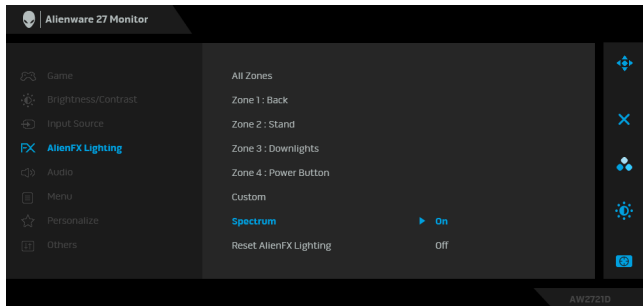 Alienware 27 Monitor
Game
Brightness/Contrast
Input Source
AlienFX Lighting
Audio
Menu
Personalize
Others
All Zones
Zone 1 : Back
Zone 2 : Stand
Zone 3 : Downlights
Zone 4 : Power Button
Custom
Spectrum On
Reset AlienFX Lighting Off
AW2721D